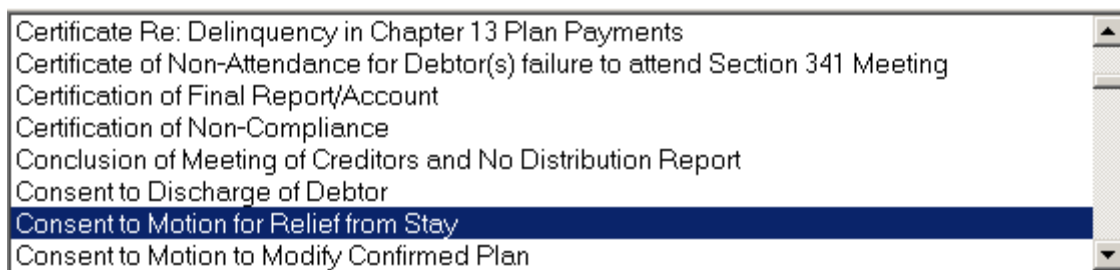 Certificate Re: Delinquency in Chapter 13 Plan Payments
Certificate of Non-Attendance for Debtor(s) failure to attend Section 341 Meeting
Certification of Final Report/Account
Certification of Non-Compliance
Conclusion of Meeting of Creditors and No Distribution Report
Consent to Discharge of Debtor
Consent to Motion for Relief from Stay
Consent to Motion to Modify Confirmed Plan